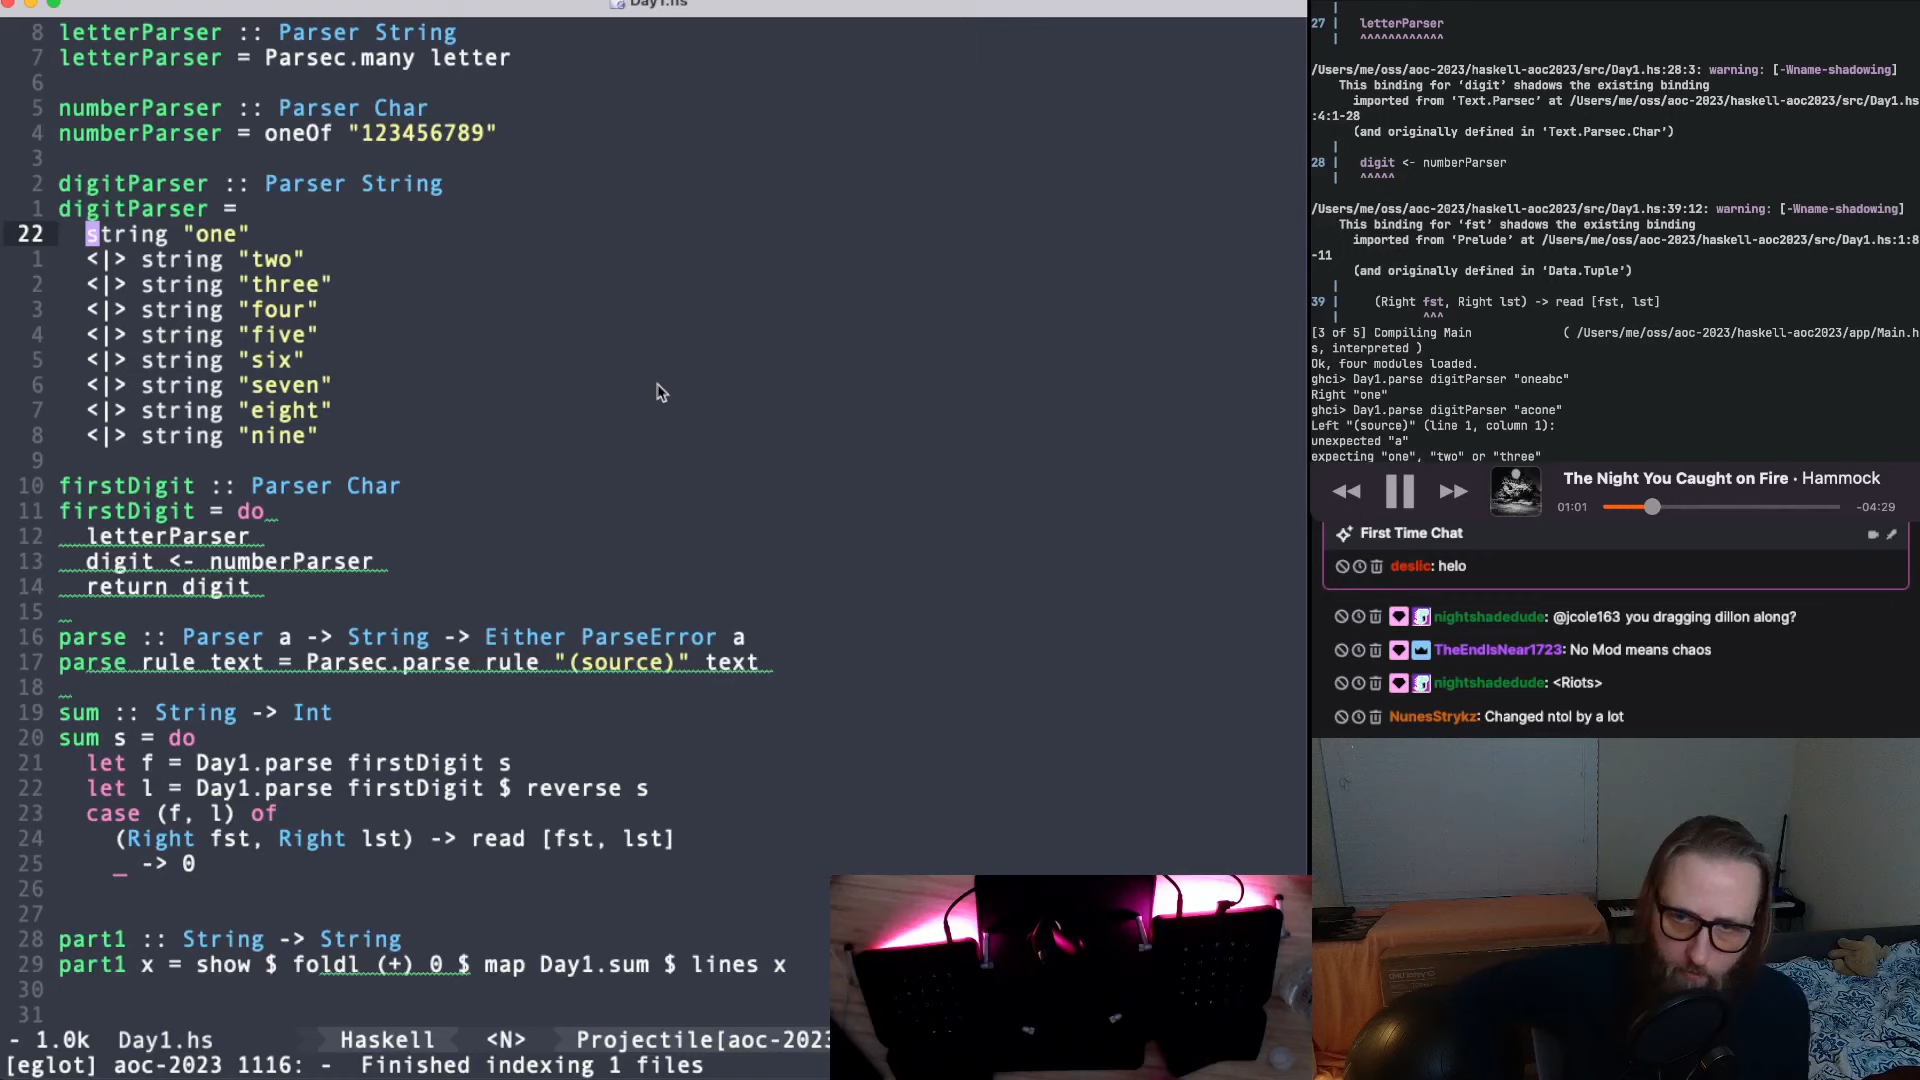 Day1.hs
8 letterParser :: Parser String
7 letterParser = Parsec.many letter
6
5 numberParser :: Parser Char
4 numberParser = oneOf "123456789"
3
2 digitParser :: Parser String
1 digitParser =
22 string "one"
1 <|> string "two"
2 <|> string "three"
3 <|> string "four"
4 <|> string "five"
5 <|> string "six"
6 <|> string "seven"
7 <|> string "eight"
8 <|> string "nine"
9
10 firstDigit :: Parser Char
11 firstDigit = do
12 letterParser
13 digit <- numberParser
14 return digit
15
16 parse :: Parser a -> String -> Either ParseError a
17 parse rule text = Parsec.parse rule "(source)" text
18
19 sum :: String -> Int
20 sum s = do
21 let f = Day1.parse firstDigit s
22 let l = Day1.parse firstDigit $ reverse s
23 case (f, l) of
24 (Right fst, Right lst) -> read [fst, lst]
25 _ -> 0
26
27
28 part1 :: String -> String
29 part1 x = show $ foldl (+) 0 $ map Day1.sum $ lines x
30
31
- 1.0k Day1.hs Haskell <N> Projectile[aoc-2023
[eglot] aoc-2023 1116: - Finished indexing 1 files
|
27 | letterParser
| ^^^^^^^^^^^^
/Users/me/oss/aoc-2023/haskell-aoc2023/src/Day1.hs:28:3: warning: [-Wname-shadowing]
This binding for ‘digit’ shadows the existing binding
imported from ‘Text.Parsec’ at /Users/me/oss/aoc-2023/haskell-aoc2023/src/Day1.hs
:4:1-28
(and originally defined in ‘Text.Parsec.Char’)
|
28 | digit <- numberParser
| ^^^^^
/Users/me/oss/aoc-2023/haskell-aoc2023/src/Day1.hs:39:12: warning: [-Wname-shadowing]
This binding for ‘fst’ shadows the existing binding
imported from ‘Prelude’ at /Users/me/oss/aoc-2023/haskell-aoc2023/src/Day1.hs:1:8
-11
(and originally defined in ‘Data.Tuple’)
|
39 | (Right fst, Right lst) -> read [fst, lst]
| ^^^
[3 of 5] Compiling Main ( /Users/me/oss/aoc-2023/haskell-aoc2023/app/Main.h
s, interpreted )
Ok, four modules loaded.
ghci> Day1.parse digitParser "oneabc"
Right "one"
ghci> Day1.parse digitParser "acone"
Left "(source)" (line 1, column 1):
unexpected "a"
expecting "one", "two" or "three"
The Night You Caught on Fire · Hammock
01:01 -04:29
First Time Chat
deslic: helo
nightshadedude: @jcole163 you dragging dillon along?
TheEndIsNear1723: No Mod means chaos
nightshadedude: <Riots>
NunesStrykz: Changed ntol by a lot